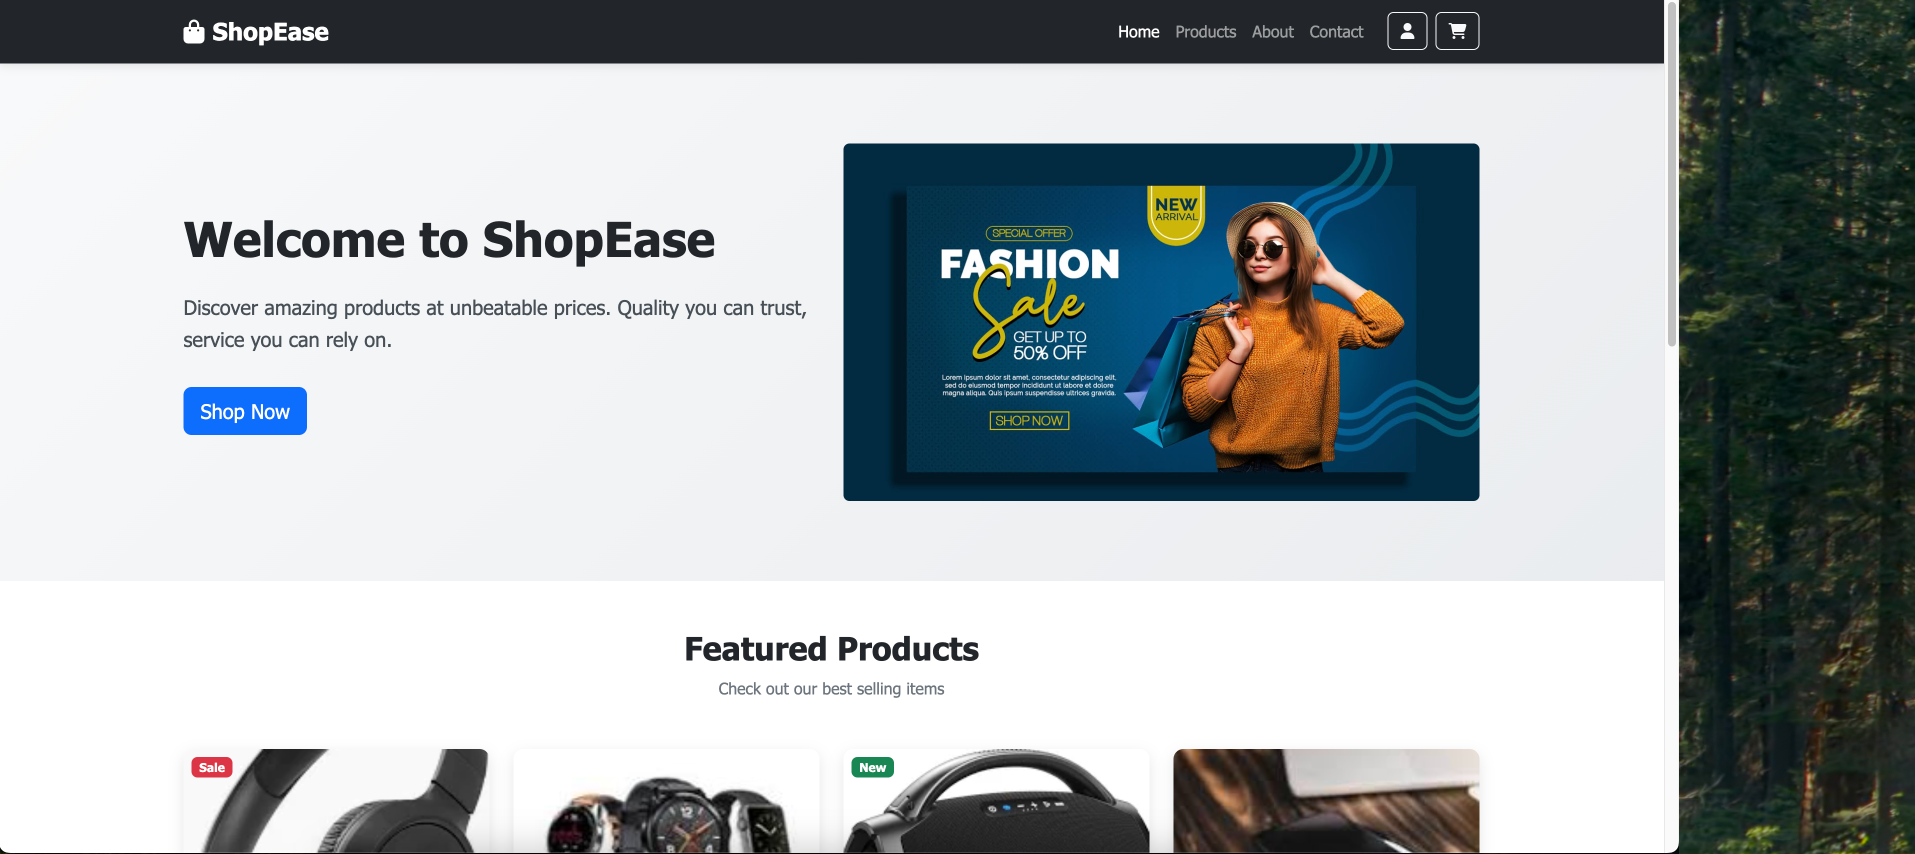 ShopEase
Home Products About Contact
Welcome to ShopEase
Discover amazing products at unbeatable prices. Quality you can trust,
service you can rely on.
Shop Now
NEW
ARRIVAL
SPECIAL OFFER
FASHION
Sale
GET UP TO
50% OFF
Lorem ipsum dolor sit amet, consectetur adipiscing elit,
sed do eiusmod tempor incididunt ut labore et dolore
magna aliqua. Quis ipsum suspendisse ultrices gravida.
SHOP NOW
Featured Products
Check out our best selling items
Sale
New